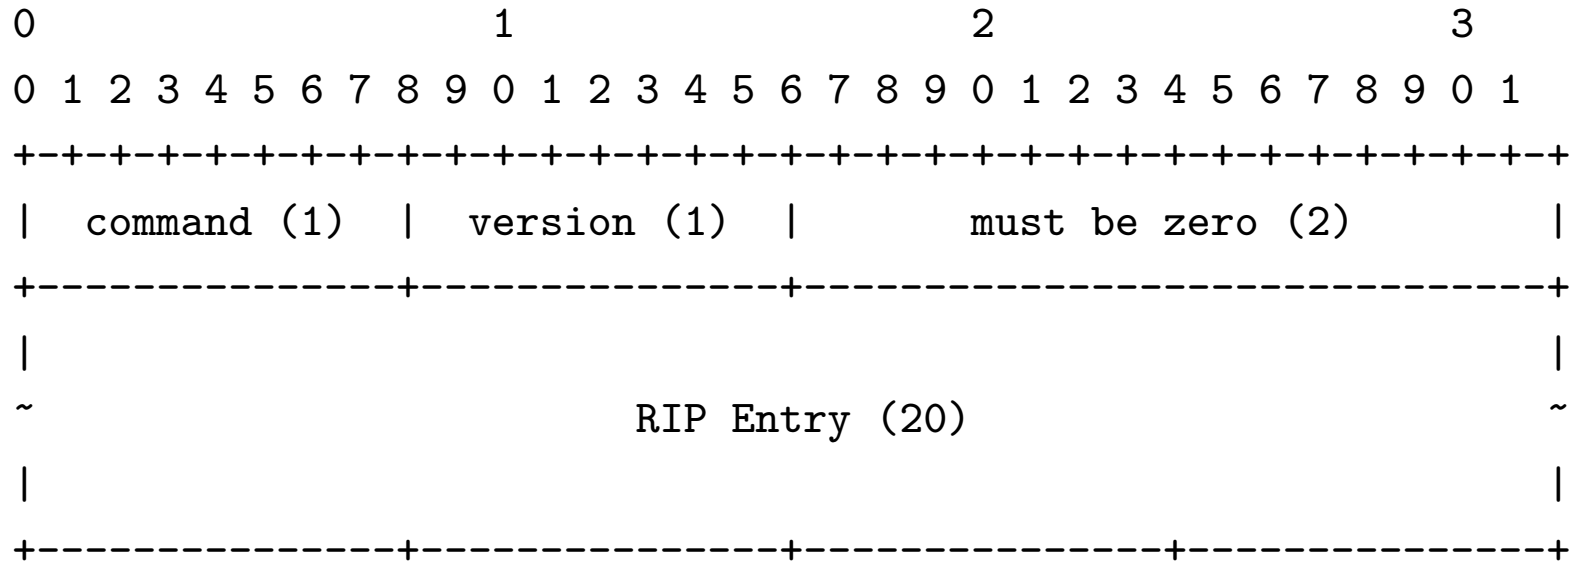 0                   1                   2                   3
0 1 2 3 4 5 6 7 8 9 0 1 2 3 4 5 6 7 8 9 0 1 2 3 4 5 6 7 8 9 0 1
+-+-+-+-+-+-+-+-+-+-+-+-+-+-+-+-+-+-+-+-+-+-+-+-+-+-+-+-+-+-+-+-+
|  command (1)  |  version (1)  |       must be zero (2)        |
+---------------+---------------+-------------------------------+
|                                                               |
~                         RIP Entry (20)                        ~
|                                                               |
+---------------+---------------+---------------+---------------+